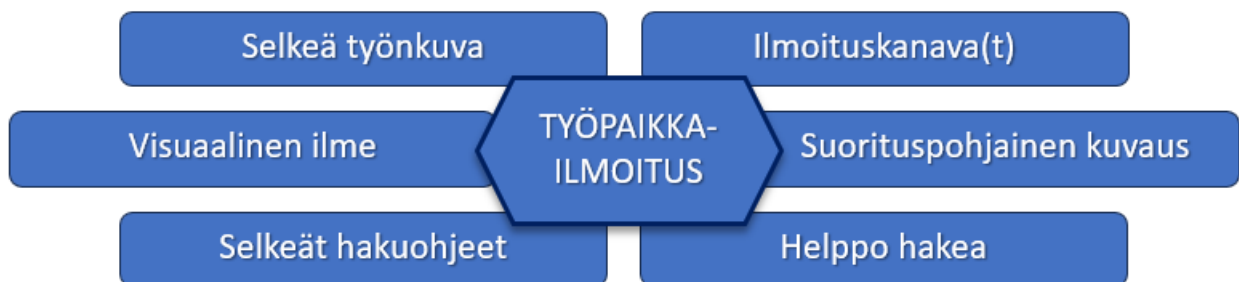 Selkeä työnkuva
Ilmoituskanava(t)
Visuaalinen ilme
TYÖPAIKKA-
ILMOITUS
Suorituspohjainen kuvaus
Selkeät hakuohjeet
Helppo hakea